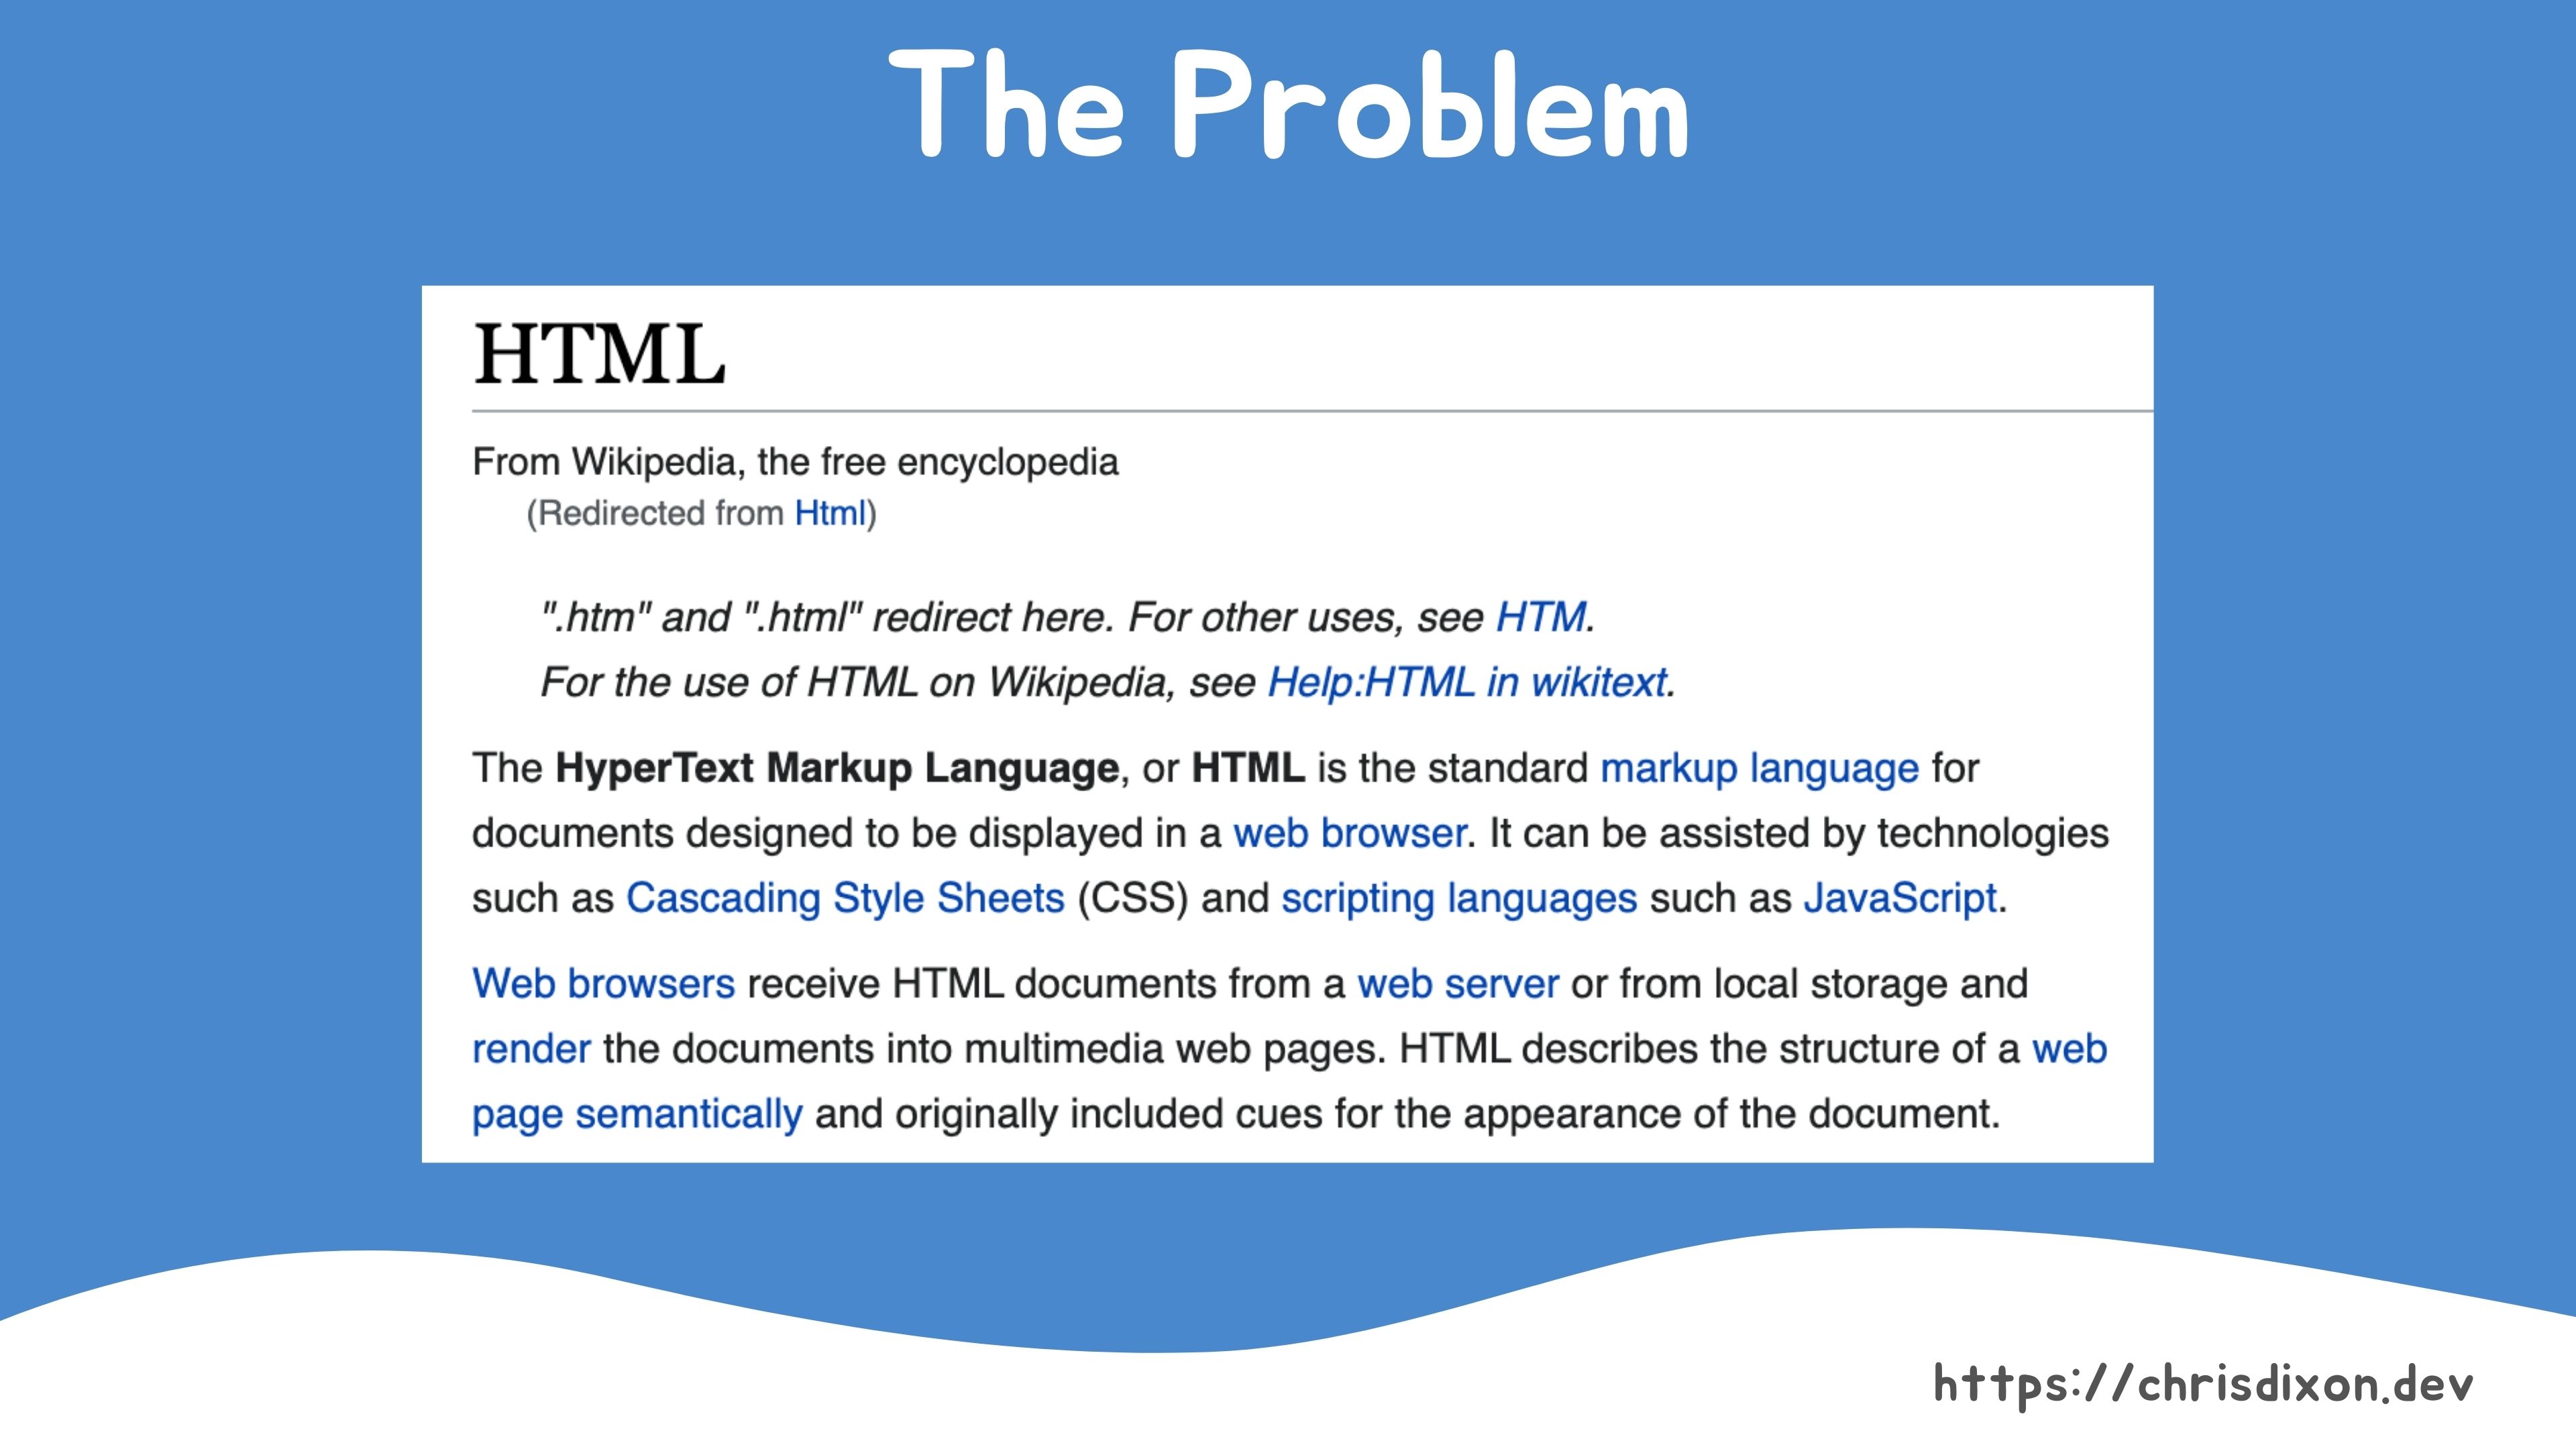 The Problem
HTML
From Wikipedia, the free encyclopedia
(Redirected from Html)
".htm" and ".html" redirect here. For other uses, see HTM.
For the use of HTML on Wikipedia, see Help:HTML in wikitext.
The HyperText Markup Language, or HTML is the standard markup language for
documents designed to be displayed in a web browser. It can be assisted by technologies
such as Cascading Style Sheets (CSS) and scripting languages such as JavaScript.
Web browsers receive HTML documents from a web server or from local storage and
render the documents into multimedia web pages. HTML describes the structure of a web
page semantically and originally included cues for the appearance of the document.
https://chrisdixon.dev